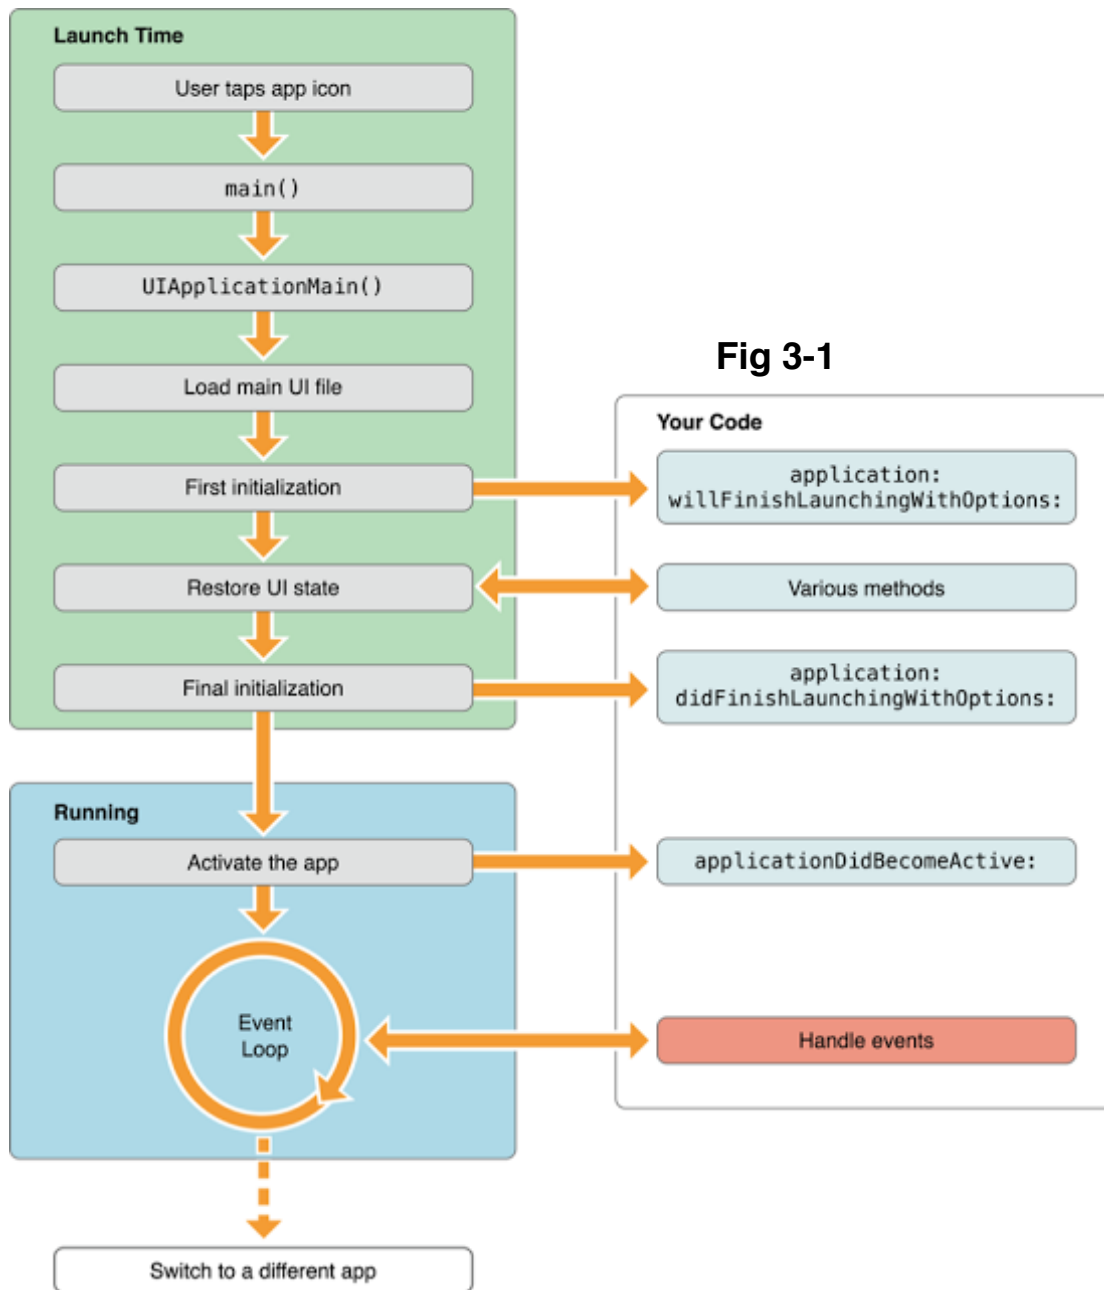 Launch Time
User taps app icon
main()
UIApplicationMain()
Load main UI file
First initialization
Restore UI state
Final initialization
Running
Activate the app
Event
Loop
Switch to a different app
Fig 3-1
Your Code
application:
willFinishLaunchingWithOptions:
Various methods
application:
didFinishLaunchingWithOptions:
applicationDidBecomeActive:
Handle events